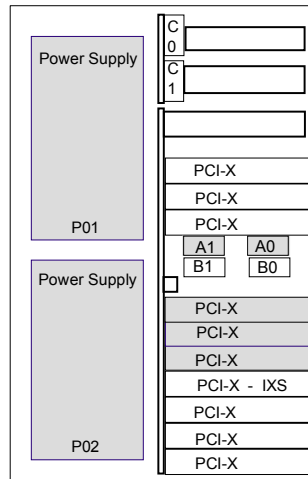 C
0
Power Supply
C
1
PCI-X
PCI-X
PCI-X
P01
A1 A0
B1 B0
Power Supply
PCI-X
PCI-X
PCI-X
PCI-X - IXS
PCI-X
PCI-X
P02
PCI-X